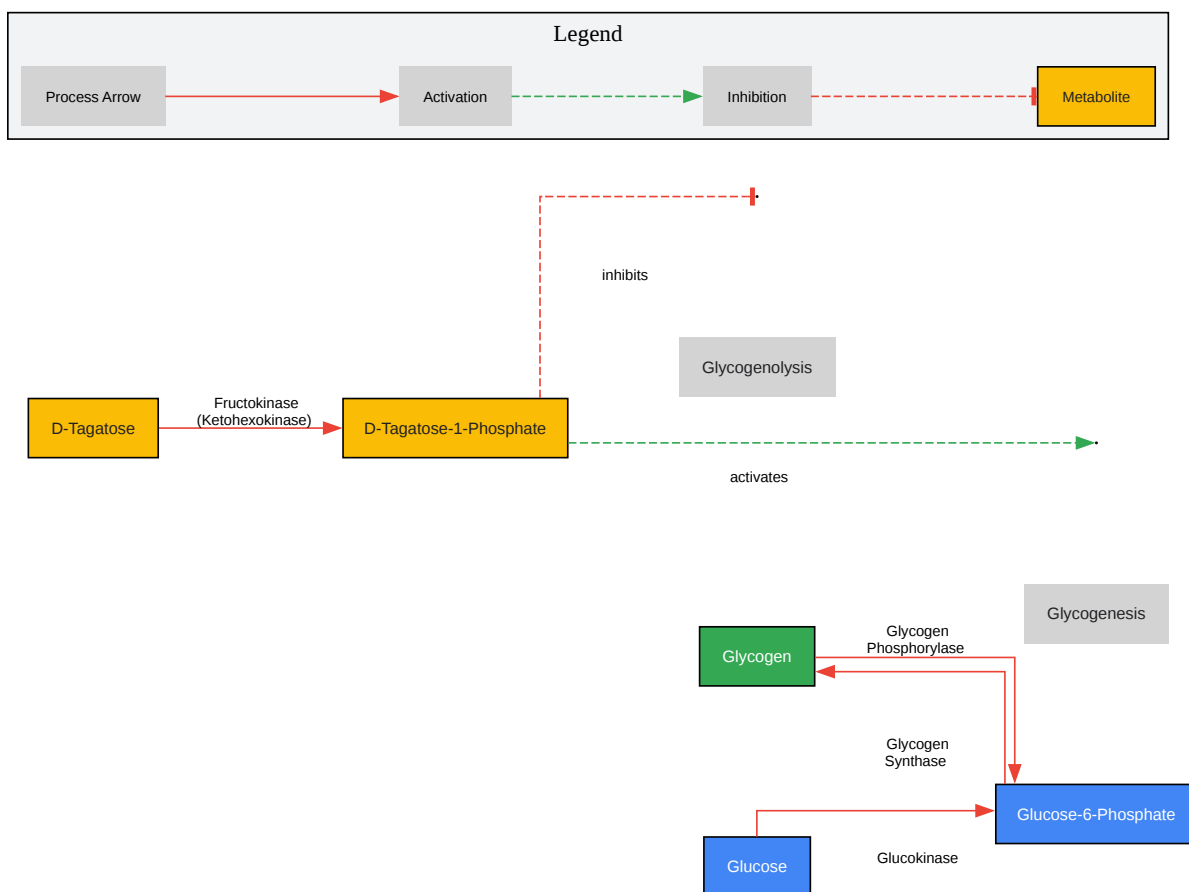 Legend
Process Arrow
Activation
Inhibition
Metabolite
inhibits
Glycogenolysis
Fructokinase
(Ketohexokinase)
D-Tagatose
D-Tagatose-1-Phosphate
activates
Glycogenesis
Glycogen
Phosphorylase
Glycogen
Glycogen
Synthase
Glucose-6-Phosphate
Glucokinase
Glucose